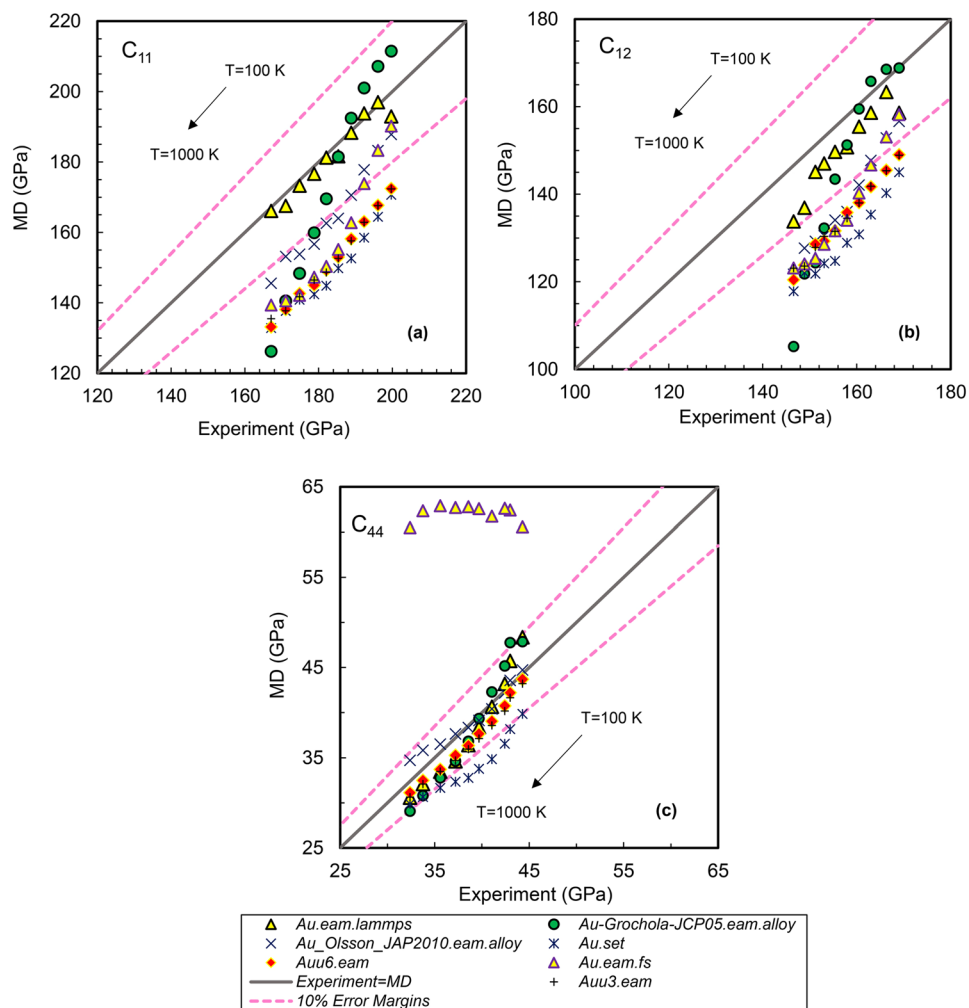 220
200
180
160
140
120
MD (GPa)
C11
T=100 K
T=1000 K
(a)
120 140 160 180 200 220
Experiment (GPa)
180
160
140
120
100
MD (GPa)
C12
T=100 K
T=1000 K
(b)
100 120 140 160 180
Experiment (GPa)
65
55
45
35
25
MD (GPa)
C44
T=100 K
T=1000 K
(c)
25 35 45 55 65
Experiment (GPa)
Au.eam.lammps Au-Grochola-JCP05.eam.alloy
Au_Olsson_JAP2010.eam.alloy Au.set
Auu6.eam Au.eam.fs
Experiment=MD Auu3.eam
10% Error Margins